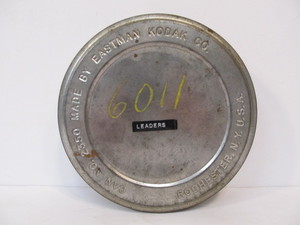 MADE BY EASTMAN KODAK CO.
6011
LEADERS
ROCHESTER, N.Y. U.S.A.